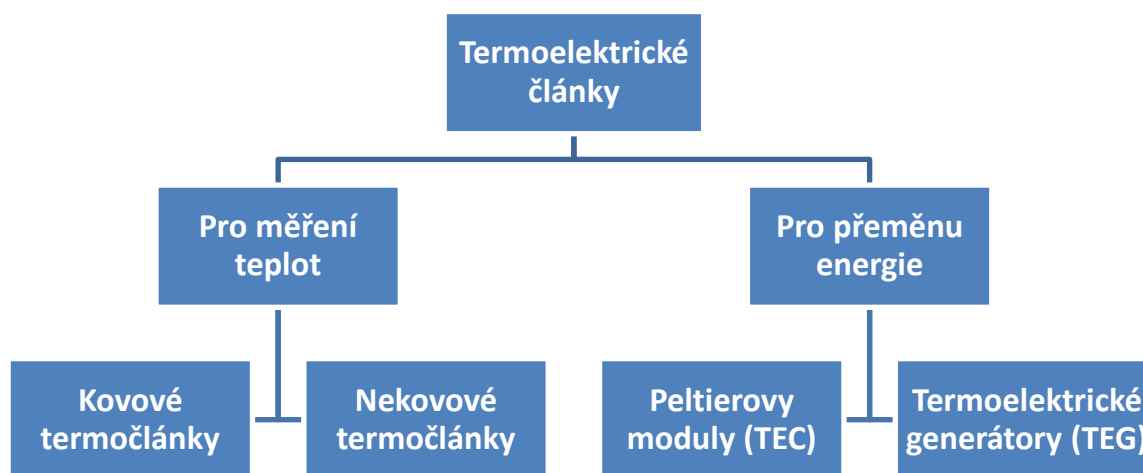 Termoelektrické
články
Pro měření
teplot
Pro přeměnu
energie
Kovové
termočlánky
Nekovové
termočlánky
Peltierovy
moduly (TEC)
Termoelektrické
generátory (TEG)